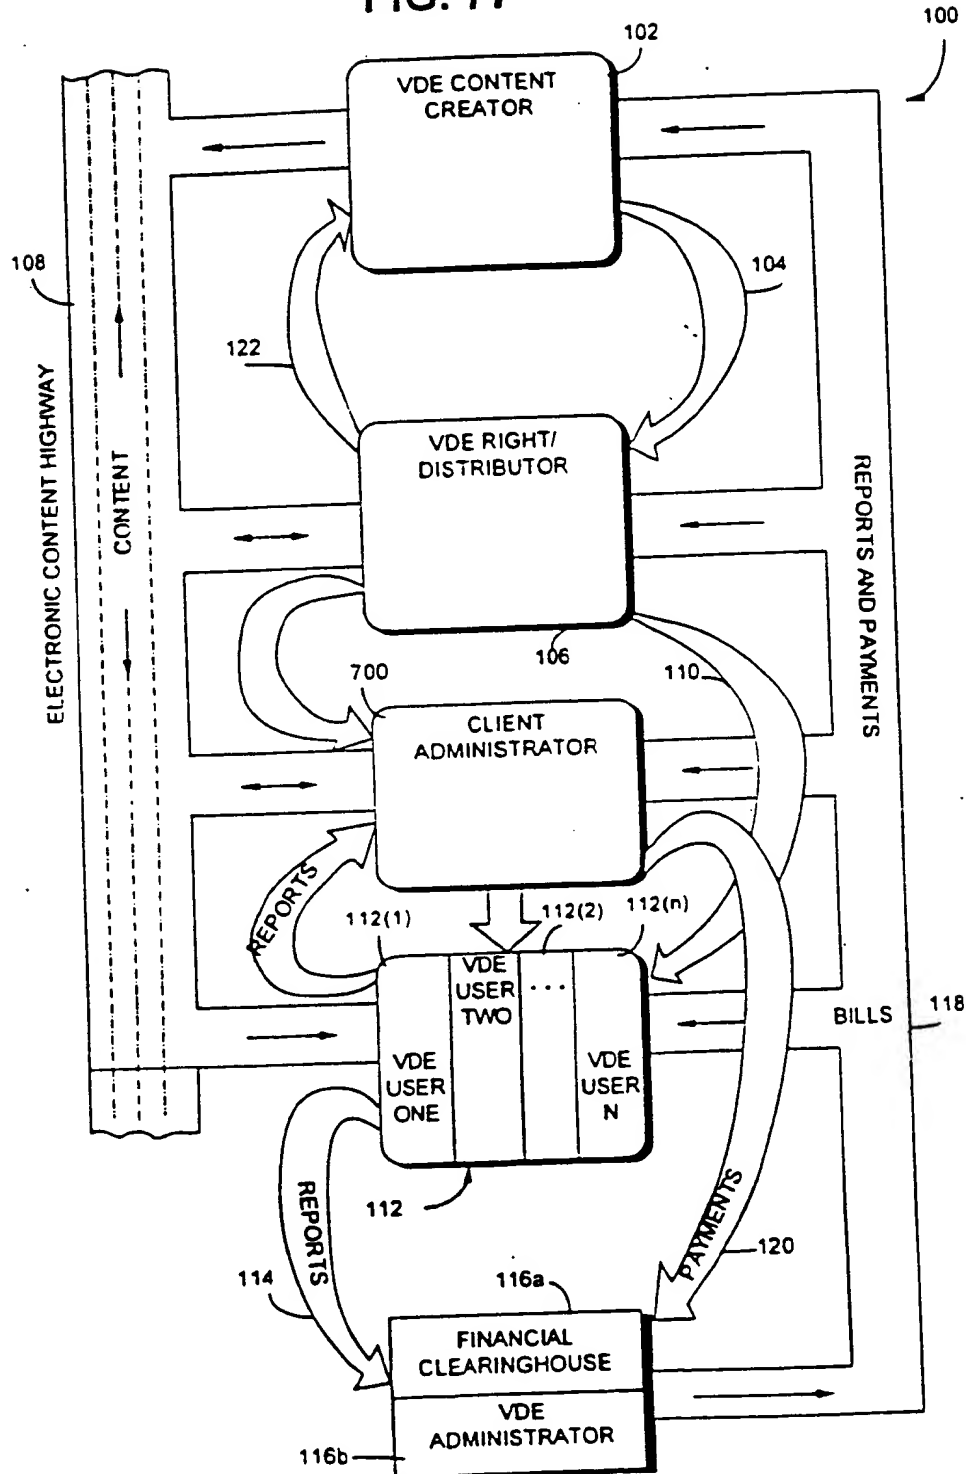 FIG. 77
100
102
VDE CONTENT
CREATOR
108
104
122
ELECTRONIC CONTENT HIGHWAY
CONTENT
VDE RIGHT/
DISTRIBUTOR
REPORTS AND PAYMENTS
106
110
700
CLIENT
ADMINISTRATOR
REPORTS
112(1)
112(2)
112(n)
VDE
USER
TWO
...
VDE
USER
ONE
VDE
USER
N
BILLS
118
112
REPORTS
PAYMENTS
114
120
116a
FINANCIAL
CLEARINGHOUSE
VDE
ADMINISTRATOR
116b